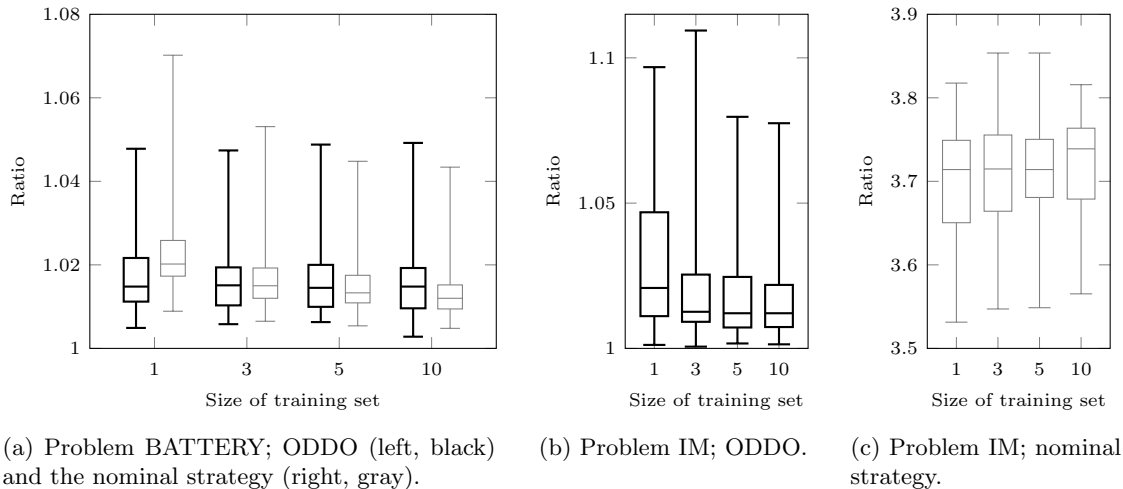 1.08
1.06
1.04
1.02
1
Ratio
1 3 5 10
Size of training set
(a) Problem BATTERY; ODDO (left, black)
and the nominal strategy (right, gray).
1.1
1.05
1
Ratio
1 3 5 10
Size of training set
(b) Problem IM; ODDO.
3.9
3.8
3.7
3.6
3.5
Ratio
1 3 5 10
Size of training set
(c) Problem IM; nominal
strategy.